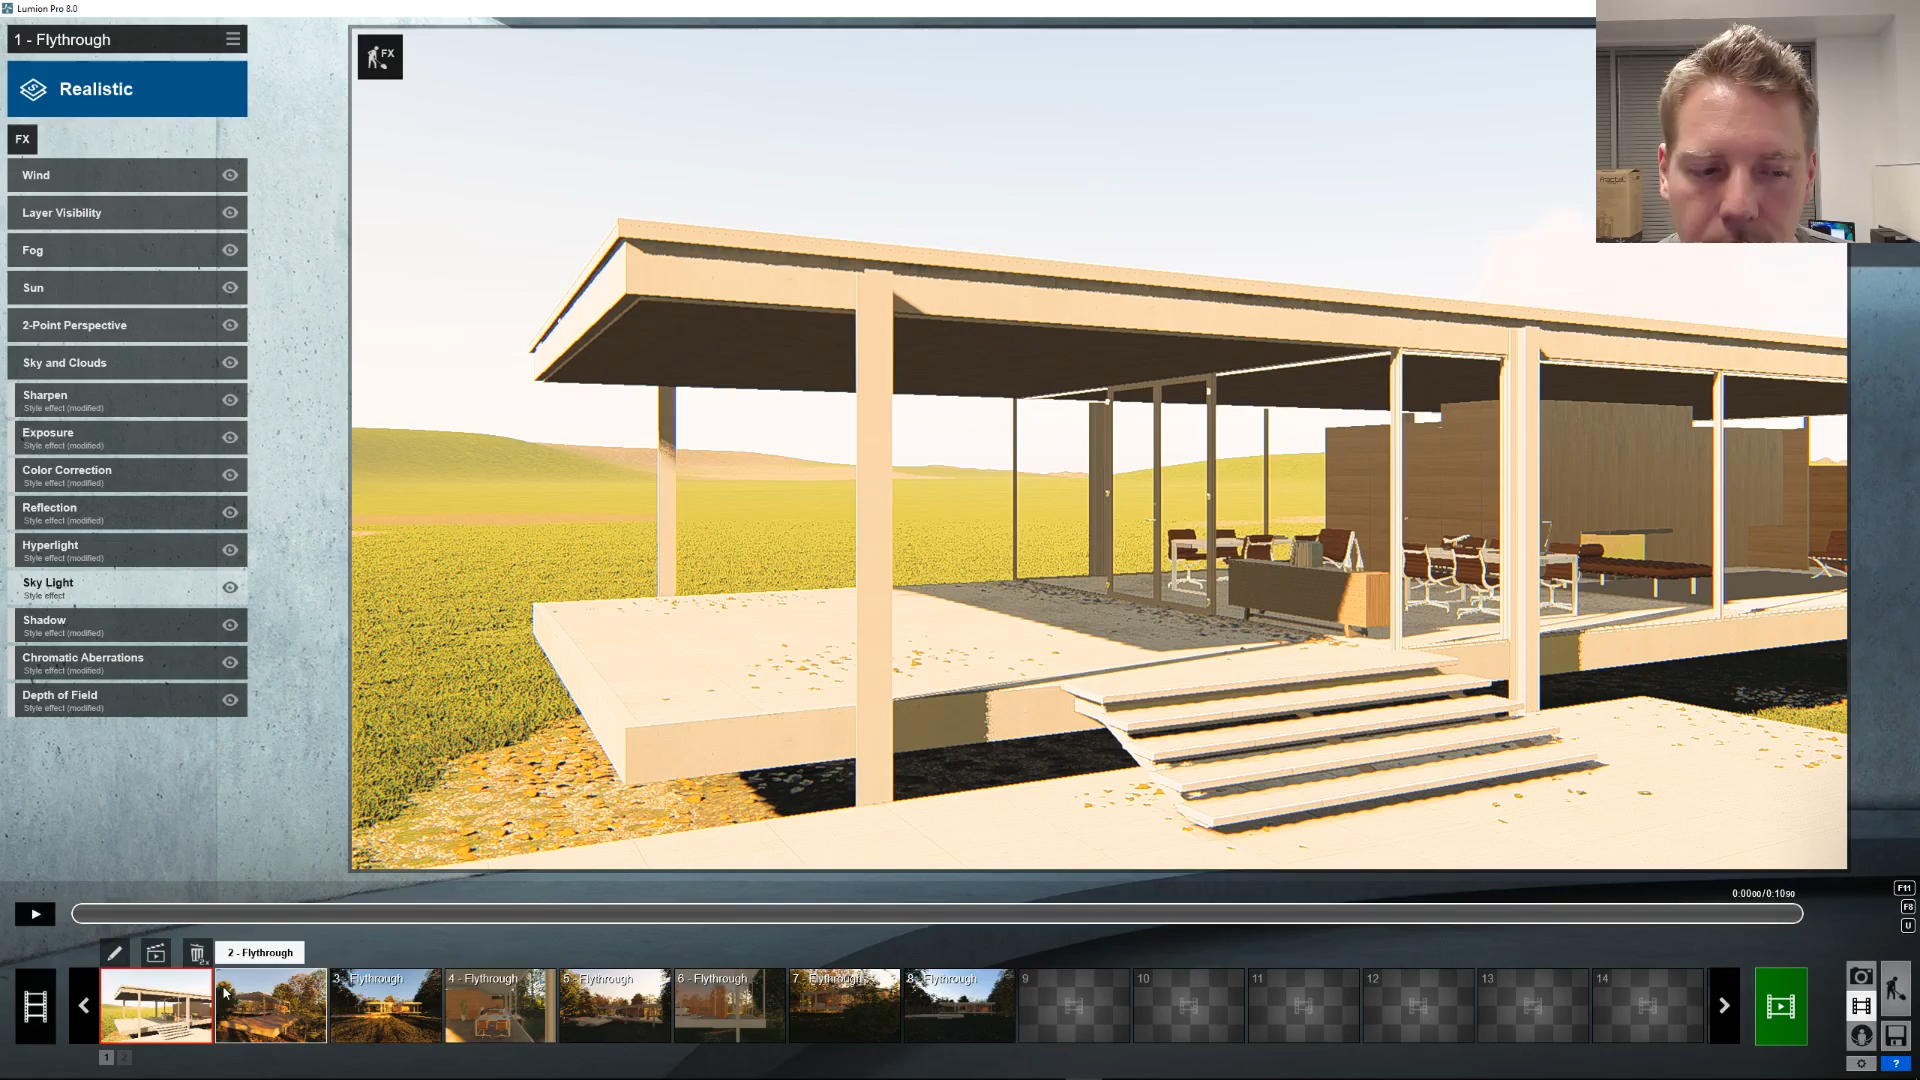 Lumion Pro 8.0
1 - Flythrough
Realistic
FX
FX
Wind
Layer Visibility
Fog
Sun
2-Point Perspective
Sky and Clouds
Sharpen
Style effect (modified)
Exposure
Style effect (modified)
Color Correction
Style effect (modified)
Reflection
Style effect (modified)
Hyperlight
Style effect (modified)
Sky Light
Style effect
Shadow
Style effect (modified)
Chromatic Aberrations
Style effect (modified)
Depth of Field
Style effect (modified)
fractal
0:0000/0:1090
F11
F8
U
2 - Flythrough
3 - Flythrough
4 - Flythrough
5 - Flythrough
6 - Flythrough
7 - Flythrough
8 - Flythrough
9
10
11
12
13
14
1
2
?